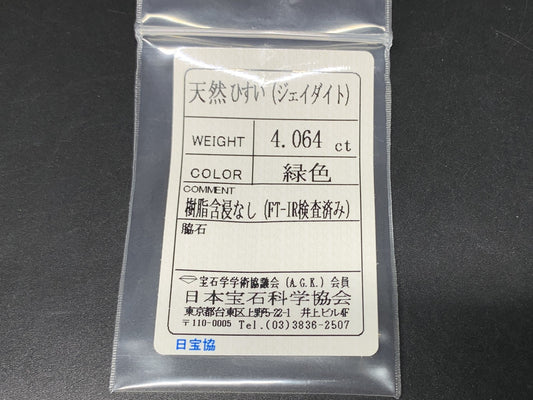 天然ひすい(ジェイダイト)
WEIGHT 4.064 ct
COLOR 緑色
COMMENT
樹脂含浸なし(FT-IR検査済み)
脇石
宝石学学術協議会(A.G.K.)会員
日本宝石科学協会
東京都台東区上野5-22-1 井上ビル4F
〒110-0005 Tel.(03)3836-2507
日宝協